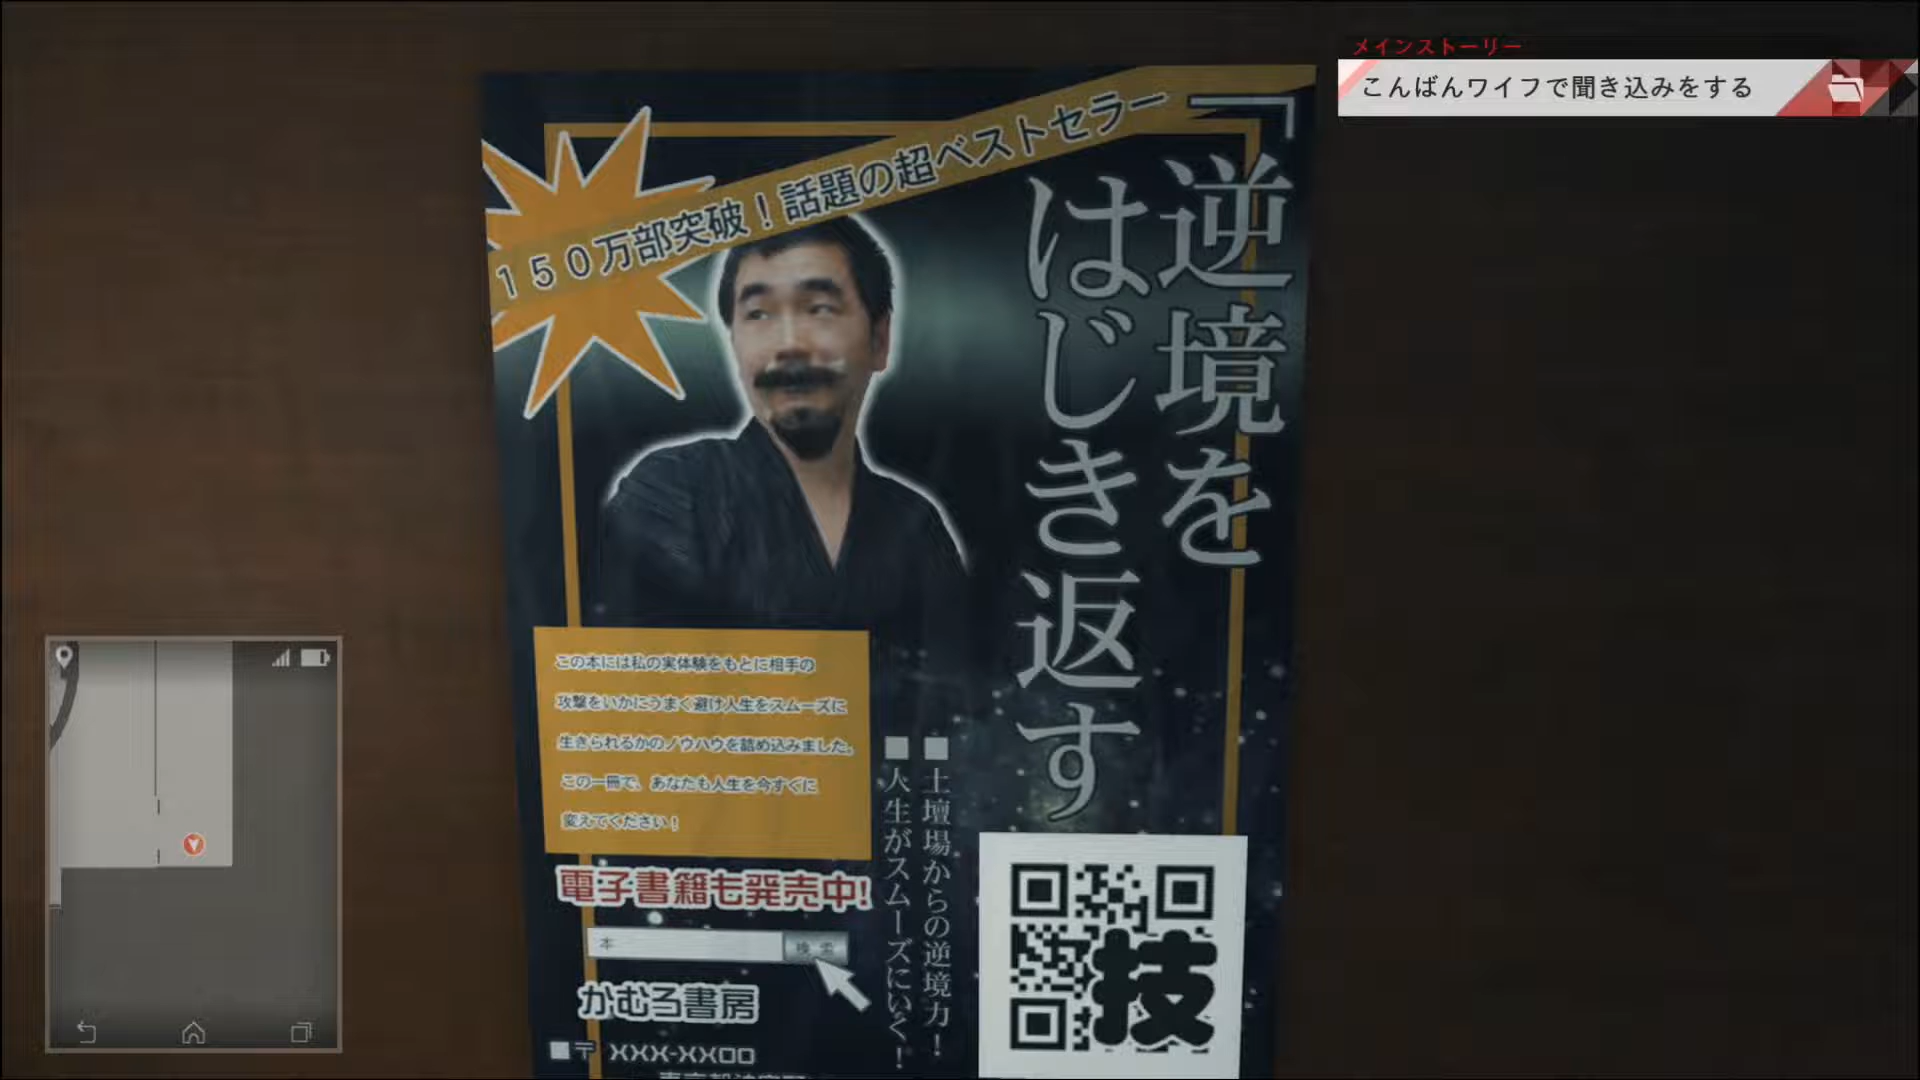 メインストーリー
こんばんワイフで聞き込みをする
150万部突破！話題の超ベストセラー
「逆境を
はじき返す
この本には私の実体験をもとに相手の
攻撃をいかにうまく避け人生をスムーズに
生きられるかのノウハウを詰め込みました。
この一冊で、あなたも人生を今すぐに
変えてください！
■土壇場からの逆境力！
■人生がスムーズにいく！
電子書籍も発売中!
本
検索
かむろ書房
■〒 XXX-XX00
技